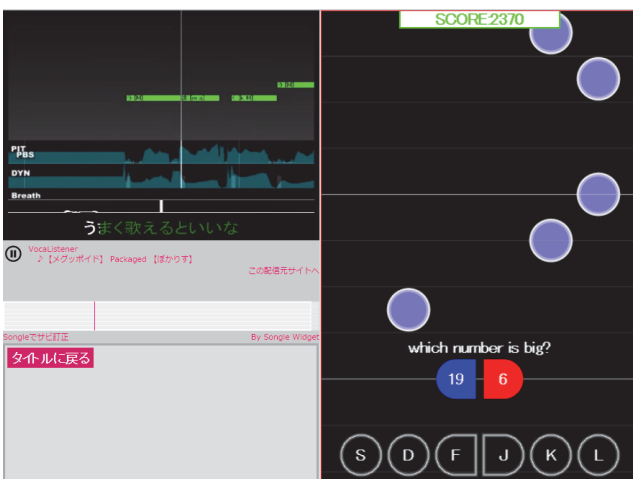 PIT
PBS
DYN
Breath
うまく歌えるといいな
VocaListener
♪【メグッポイド】 Packaged 【ぼかりす】
この配信元サイトへ
Songleでサビ訂正
By Songle Widget
タイトルに戻る
SCORE:2370
which number is big?
19 6
S D F J K L